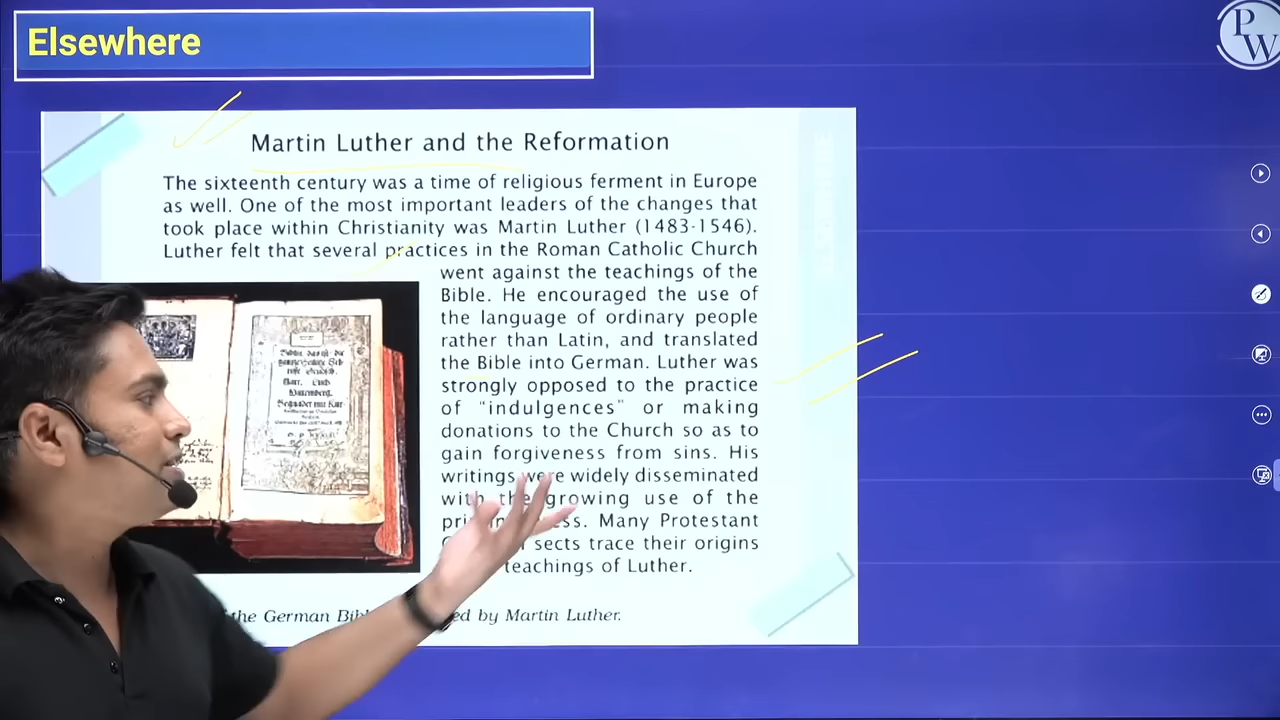 Elsewhere
PW
Martin Luther and the Reformation
The sixteenth century was a time of religious ferment in Europe
as well. One of the most important leaders of the changes that
took place within Christianity was Martin Luther (1483-1546).
Luther felt that several practices in the Roman Catholic Church
went against the teachings of the
Bible. He encouraged the use of
the language of ordinary people
rather than Latin, and translated
the Bible into German. Luther was
strongly opposed to the practice
of "indulgences" or making
donations to the Church so as to
gain forgiveness from sins. His
writings were widely disseminated
with the growing use of the
Many Protestant
sects trace their origins
teachings of Luther.
the German by Martin Luther.